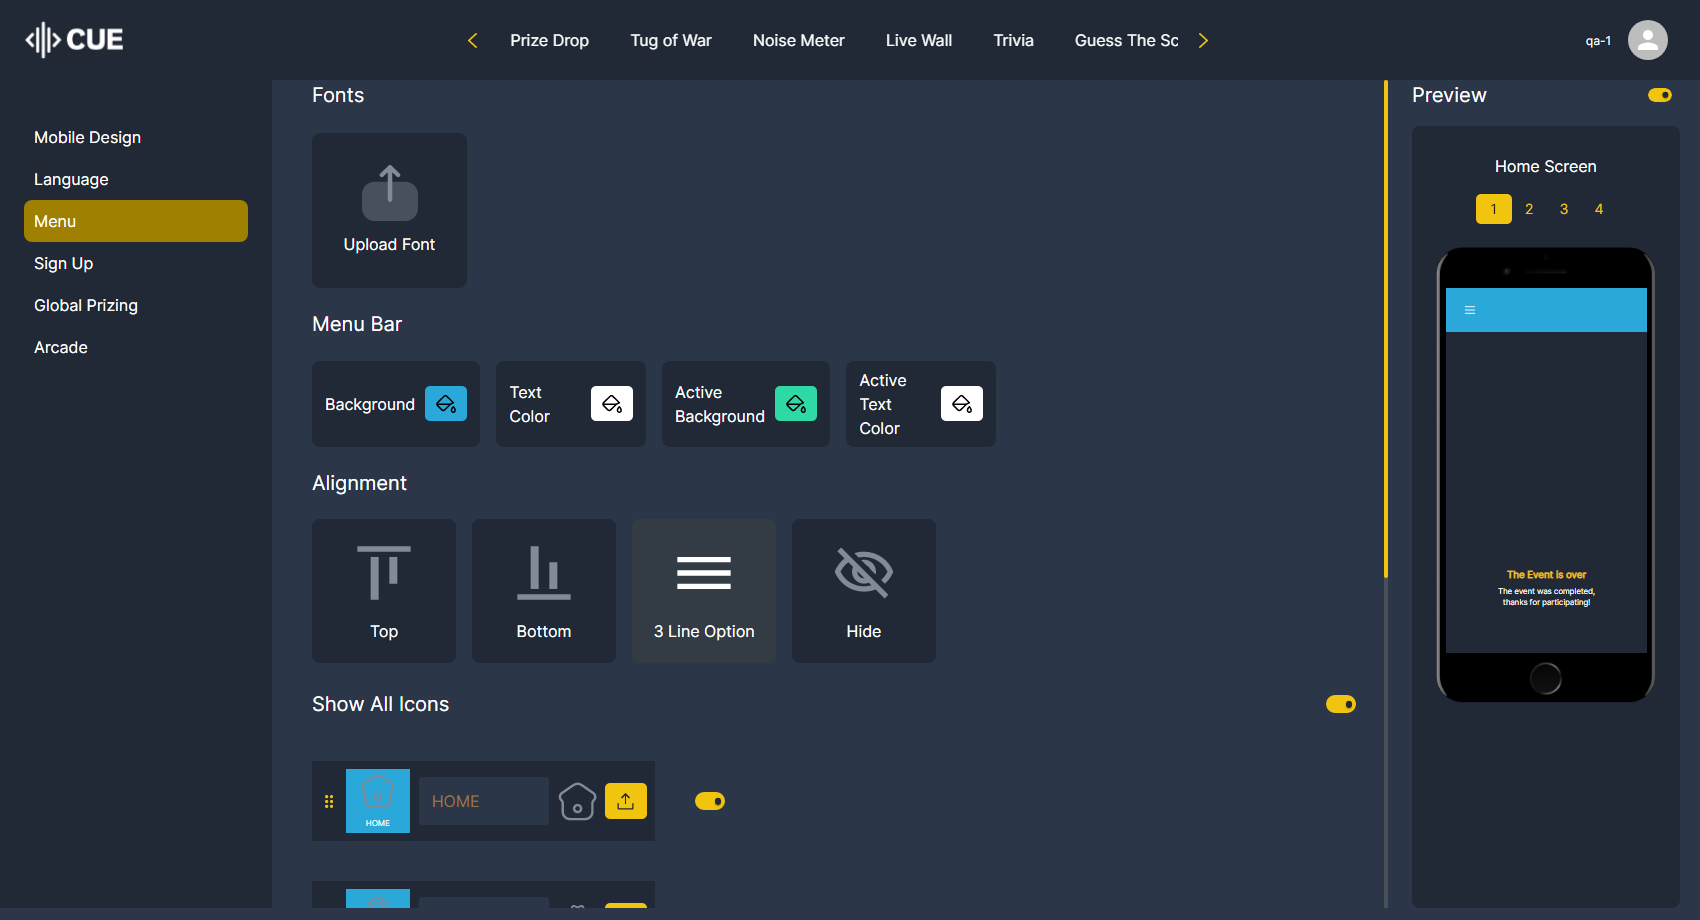 CUE
Prize Drop
Tug of War
Noise Meter
Live Wall
Trivia
Guess The Sc
qa-1
Mobile Design
Language
Menu
Sign Up
Global Prizing
Arcade
Fonts
Upload Font
Menu Bar
Background
Text
Color
Active
Background
Active
Text
Color
Alignment
Top
Bottom
3 Line Option
Hide
Show All Icons
HOME
HOME
Preview
Home Screen
1 2 3 4
The Event is over
The event was completed,
thanks for participating!